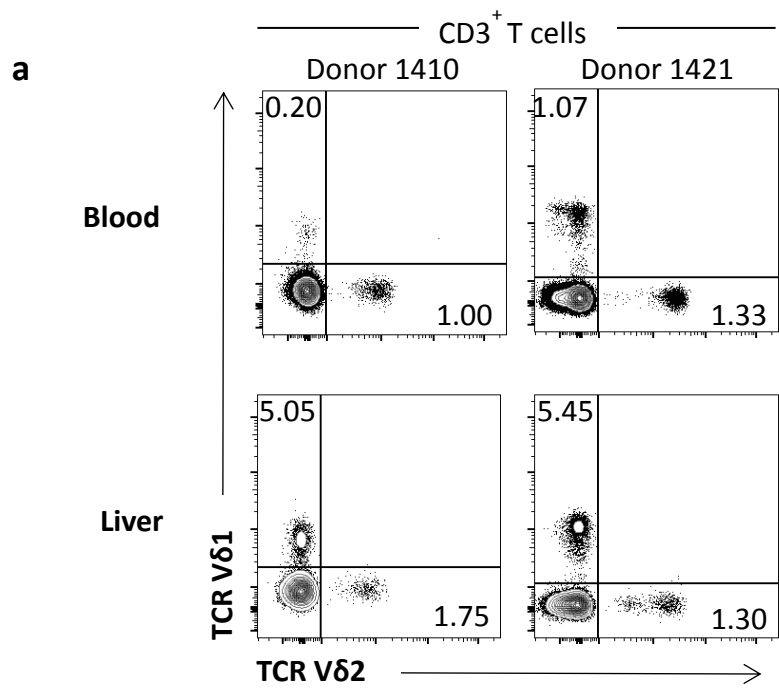 CD3+ T cells
a
Donor 1410
Donor 1421
Blood
0.20
1.00
1.07
1.33
Liver
5.05
1.75
5.45
1.30
TCR Vδ1
TCR Vδ2